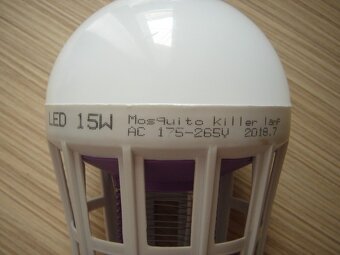 LED 15W Mosquito killer lamp
AC 175-265V 2018.7